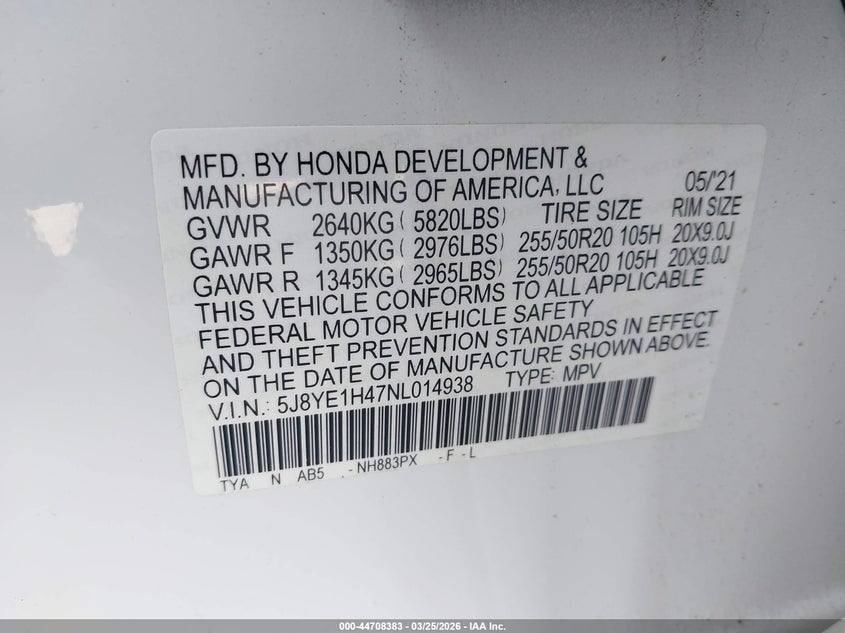 MFD. BY HONDA DEVELOPMENT &
MANUFACTURING OF AMERICA, LLC 05/'21
GVWR 2640KG ( 5820LBS) TIRE SIZE RIM SIZE
GAWR F 1350KG ( 2976LBS) 255/50R20 105H 20X9.0J
GAWR R 1345KG ( 2965LBS) 255/50R20 105H 20X9.0J
THIS VEHICLE CONFORMS TO ALL APPLICABLE
FEDERAL MOTOR VEHICLE SAFETY
AND THEFT PREVENTION STANDARDS IN EFFECT
ON THE DATE OF MANUFACTURE SHOWN ABOVE.
V.I.N.: 5J8YE1H47NL014938 TYPE: MPV
TYA N AB5 .-NH883PX -F-L
000-44708383 - 03/25/2026 - IAA Inc.